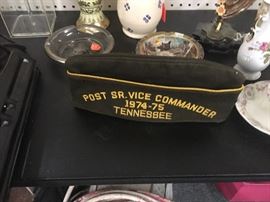 POST SR. VICE COMMANDER
1974-75
TENNESSEE